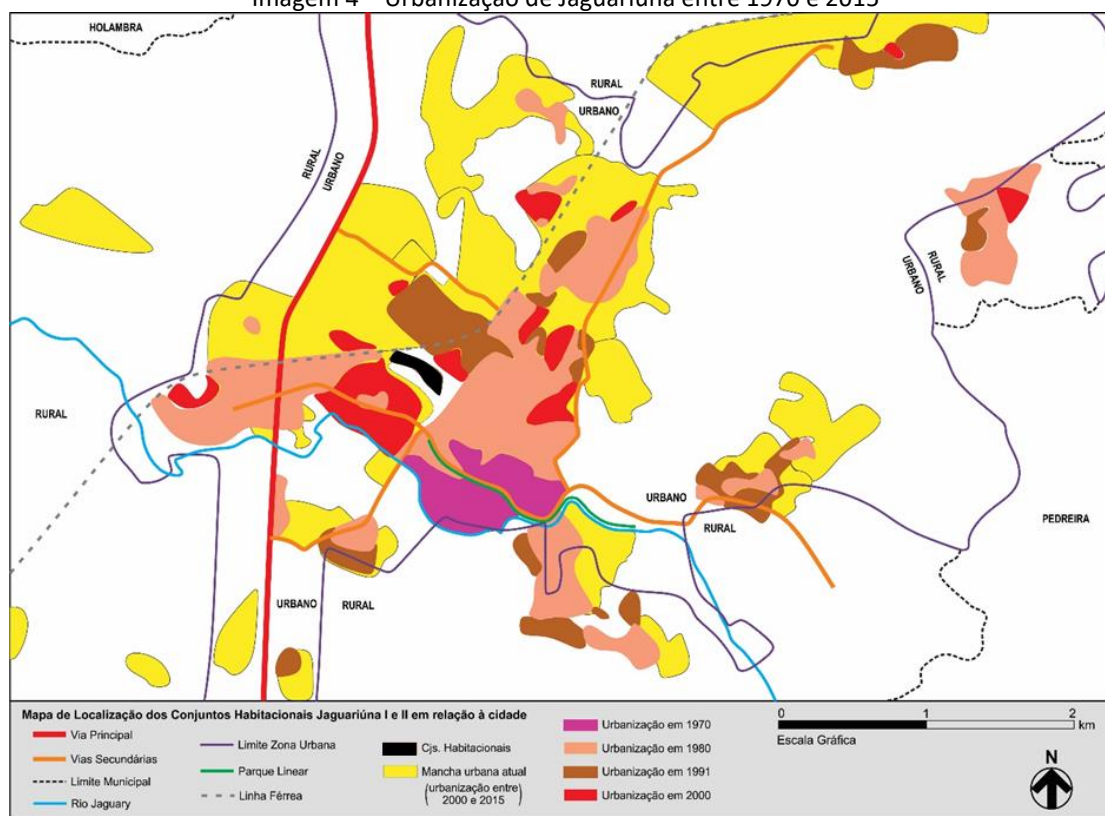 Imagem 4 – Urbanização de Jaguariúna entre 1970 e 2015
HOLAMBRA
RURAL
URBANO
RURAL
URBANO
URBANO
RURAL
RURAL
URBANO
RURAL
PEDREIRA
URBANO
RURAL
Mapa de Localização dos Conjuntos Habitacionais Jaguariúna I e II em relação à cidade
Via Principal
Vias Secundárias
Limite Municipal
Rio Jaguary
Limite Zona Urbana
Parque Linear
Linha Férrea
Cjs. Habitacionais
Mancha urbana atual
(urbanização entre
2000 e 2015)
Urbanização em 1970
Urbanização em 1980
Urbanização em 1991
Urbanização em 2000
0 1 2
km
Escala Gráfica
N